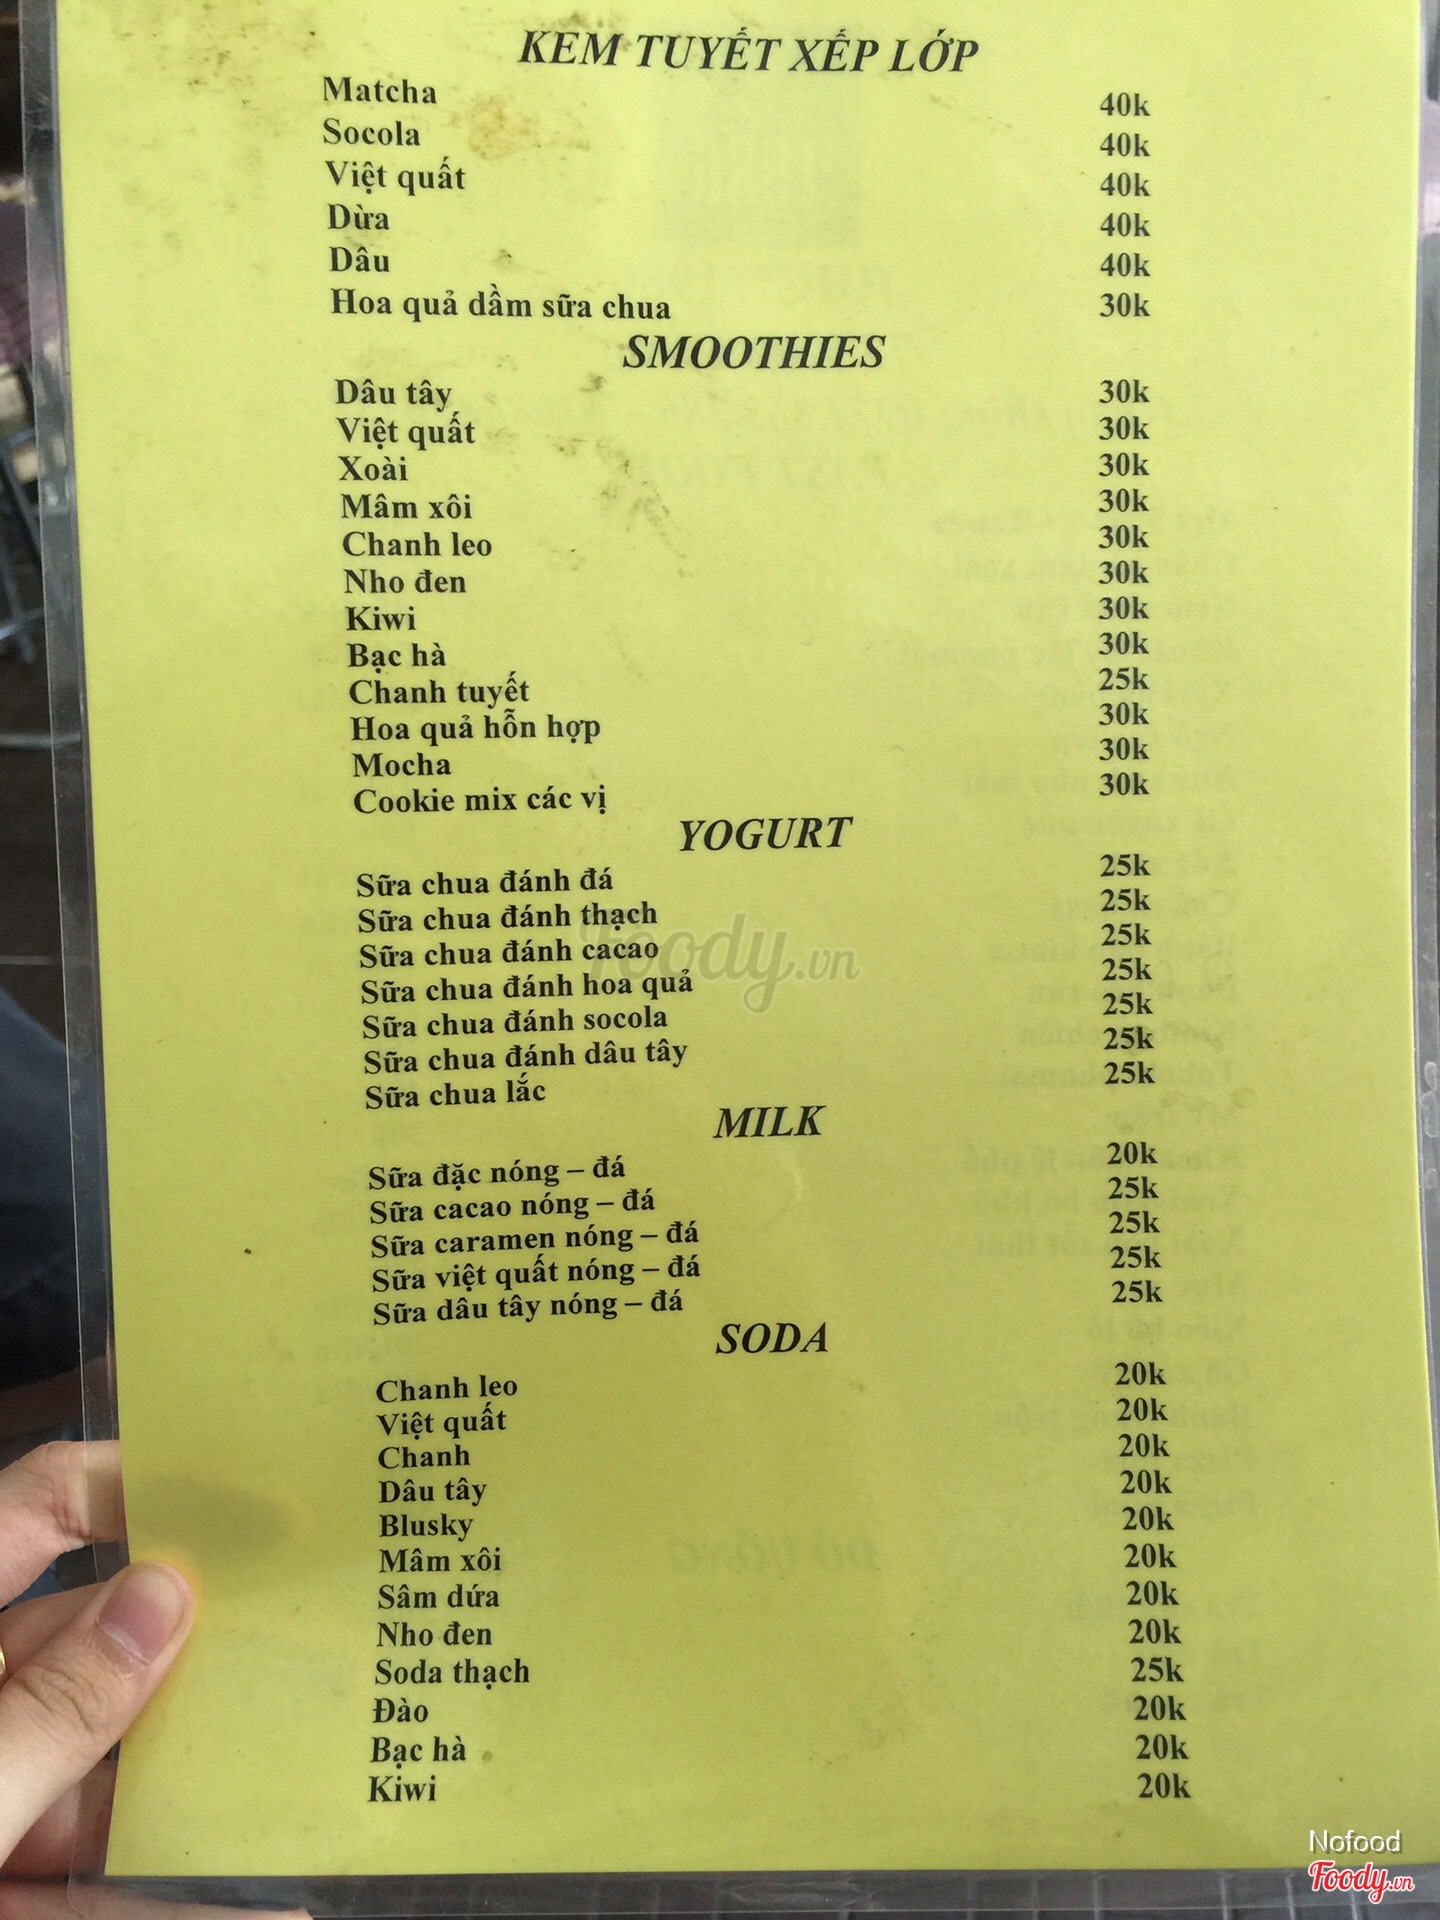 KEM TUYẾT XẾP LỚP
Matcha 40k
Socola 40k
Việt quất 40k
Dừa 40k
Dâu 40k
Hoa quả dầm sữa chua 30k
SMOOTHIES
Dâu tây 30k
Việt quất 30k
Xoài 30k
Mâm xôi 30k
Chanh leo 30k
Nho đen 30k
Kiwi 30k
Bạc hà 30k
Chanh tuyết 25k
Hoa quả hỗn hợp 30k
Mocha 30k
Cookie mix các vị 30k
YOGURT
Sữa chua đánh đá 25k
Sữa chua đánh thạch 25k
Sữa chua đánh cacao 25k
Sữa chua đánh hoa quả 25k
Sữa chua đánh socola 25k
Sữa chua đánh dâu tây 25k
Sữa chua lắc 25k
Foody.vn
MILK
Sữa đặc nóng – đá 20k
Sữa cacao nóng – đá 25k
Sữa caramen nóng – đá 25k
Sữa việt quất nóng – đá 25k
Sữa dâu tây nóng – đá 25k
SODA
Chanh leo 20k
Việt quất 20k
Chanh 20k
Dâu tây 20k
Blusky 20k
Mâm xôi 20k
Sâm dứa 20k
Nho đen 20k
Soda thạch 25k
Đào 20k
Bạc hà 20k
Kiwi 20k
Nofood
Foody.vn